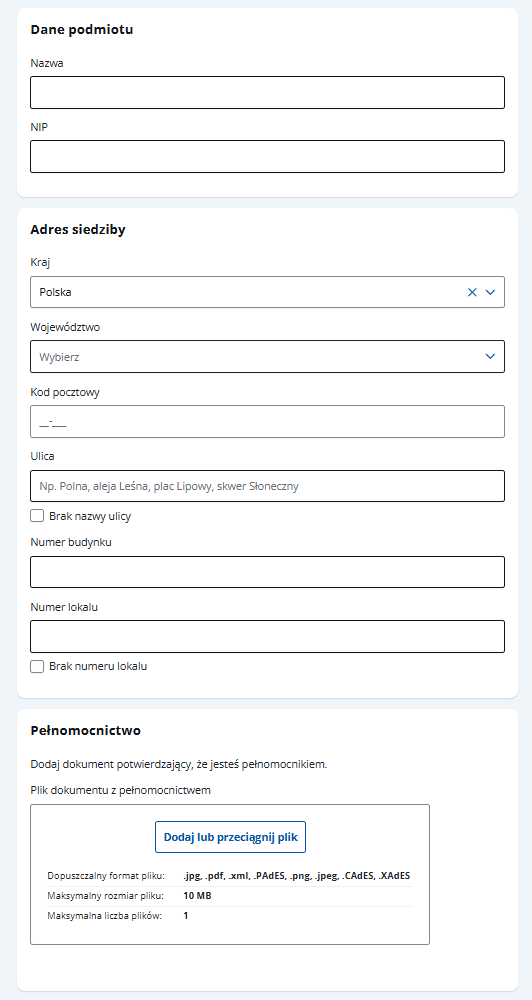 Dane podmiotu
Nazwa
NIP
Adres siedziby
Kraj
Polska
Województwo
Wybierz
Kod pocztowy
__-___
Ulica
Np. Polna, aleja Leśna, plac Lipowy, skwer Słoneczny
Brak nazwy ulicy
Numer budynku
Numer lokalu
Brak numeru lokalu
Pełnomocnictwo
Dodaj dokument potwierdzający, że jesteś pełnomocnikiem.
Plik dokumentu z pełnomocnictwem
Dodaj lub przeciągnij plik
Dopuszczalny format pliku: .jpg, .pdf, .xml, .PAdES, .png, .jpeg, .CAdES, .XAdES
Maksymalny rozmiar pliku: 10 MB
Maksymalna liczba plików: 1